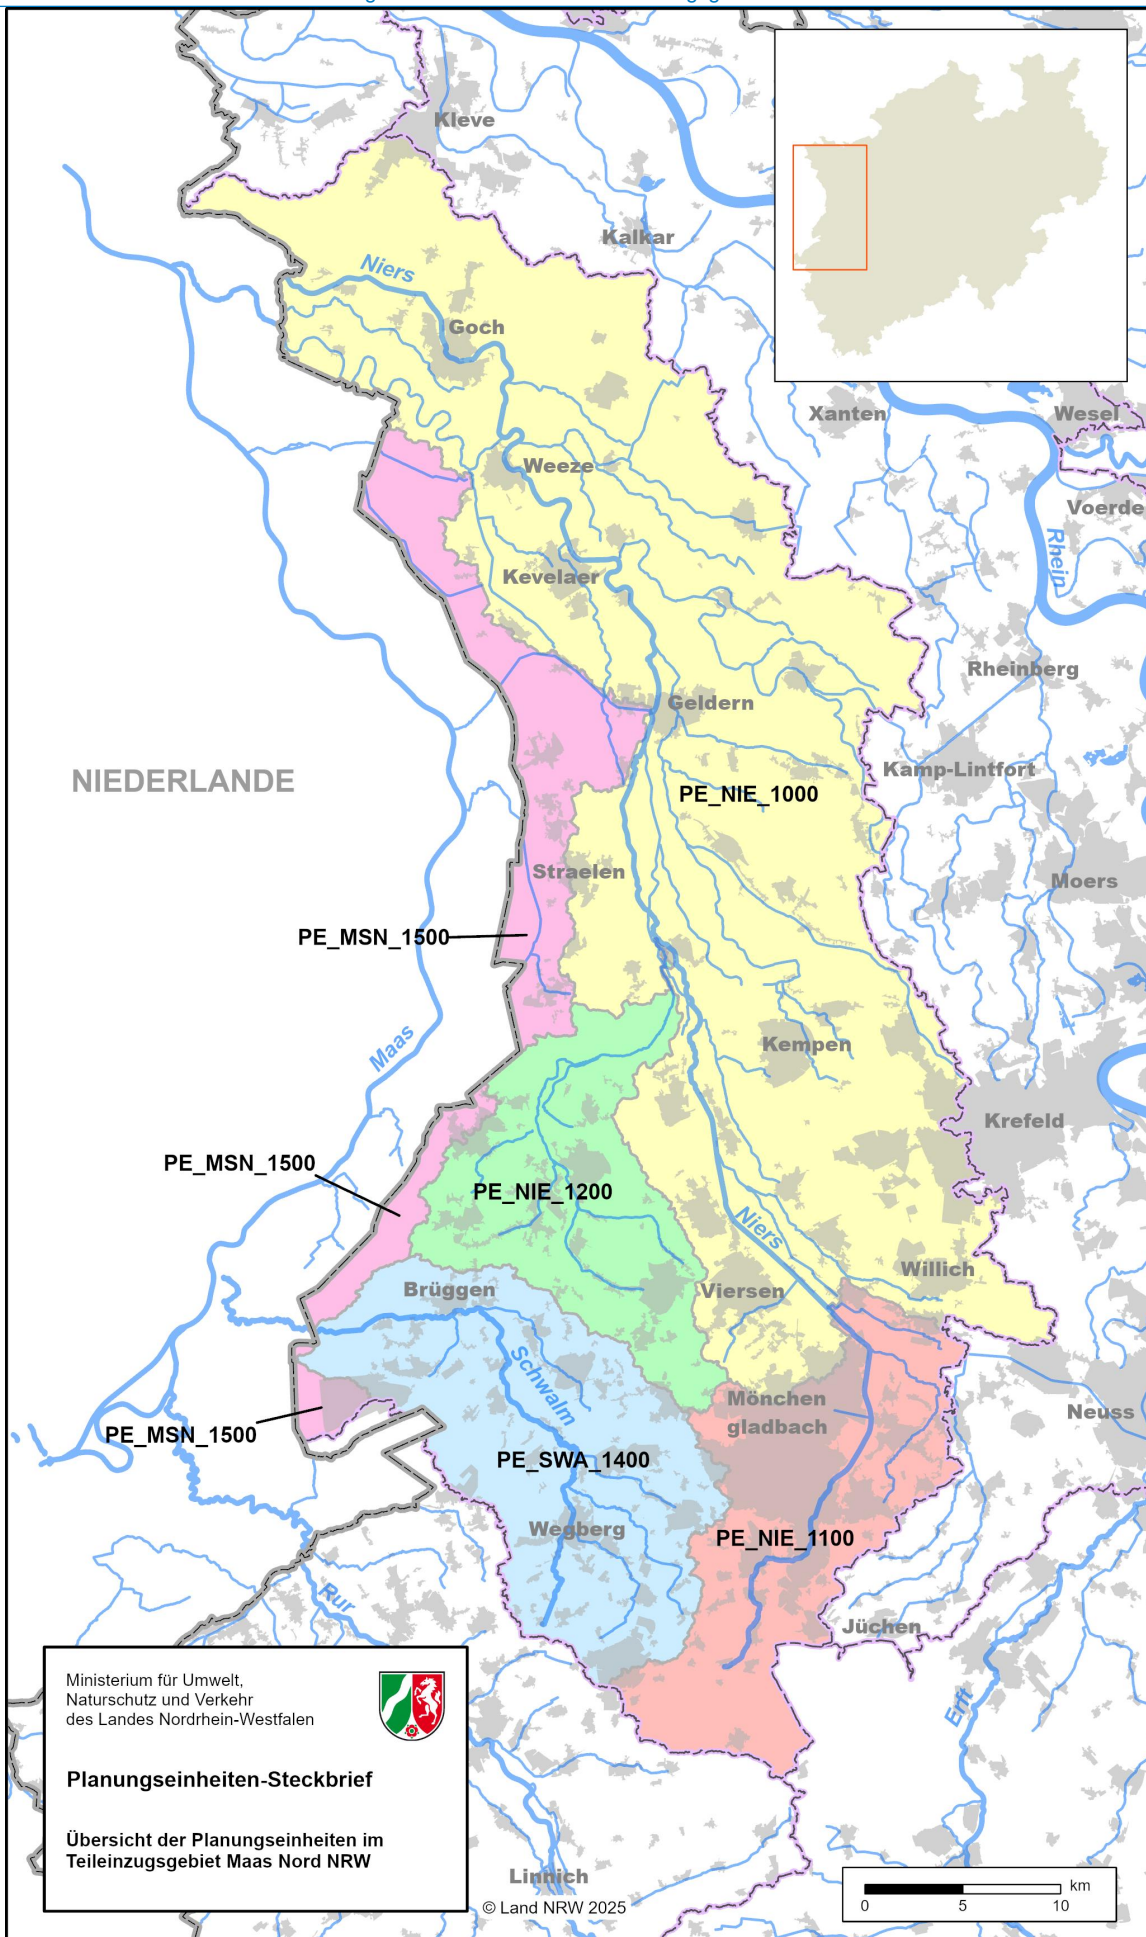 Kleve
Kalkar
Niers
Goch
Xanten
Wesel
Weeze
Voerde
Rhein
Kevelaer
Rheinberg
Geldern
Kamp-Lintfort
NIEDERLANDE
PE_NIE_1000
Straelen
Moers
PE_MSN_1500
Maas
Kempen
Krefeld
PE_MSN_1500
PE_NIE_1200
Niers
Willich
Brüggen
Viersen
Schwalm
Mönchen
gladbach
Neuss
PE_MSN_1500
PE_SWA_1400
Wegberg
PE_NIE_1100
Rur
Jüchen
Erft
Ministerium für Umwelt,
Naturschutz und Verkehr
des Landes Nordrhein-Westfalen
Planungseinheiten-Steckbrief
Übersicht der Planungseinheiten im
Teileinzugsgebiet Maas Nord NRW
Linnich
© Land NRW 2025
km
0 5 10